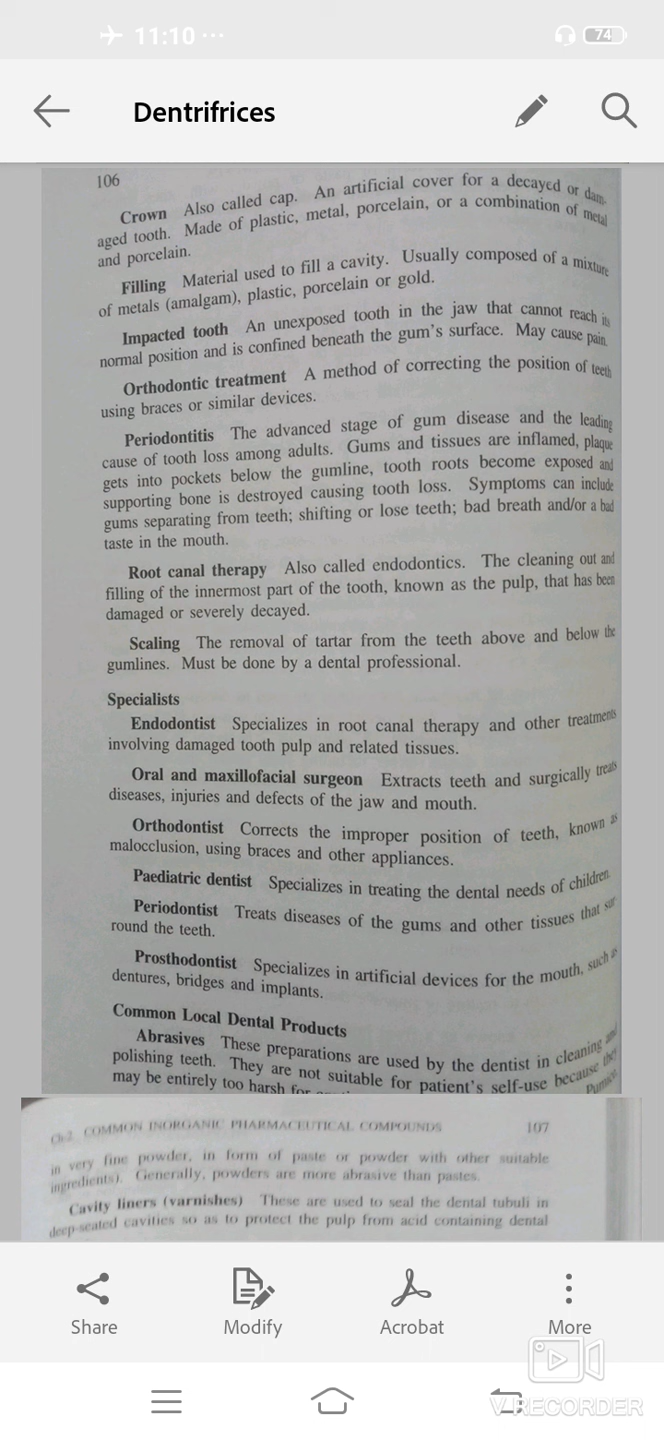 11:10 ...
74
Dentrifrices
106
Crown Also called cap. An artificial cover for a decayed or dam-
aged tooth. Made of plastic, metal, porcelain, or a combination of metal
and porcelain.
Filling Material used to fill a cavity. Usually composed of a mixture
of metals (amalgam), plastic, porcelain or gold.
Impacted tooth An unexposed tooth in the jaw that cannot reach its
normal position and is confined beneath the gum's surface. May cause pain.
Orthodontic treatment A method of correcting the position of teeth
using braces or similar devices.
Periodontitis The advanced stage of gum disease and the leading
cause of tooth loss among adults. Gums and tissues are inflamed, plaque
gets into pockets below the gumline, tooth roots become exposed and
supporting bone is destroyed causing tooth loss. Symptoms can include
gums separating from teeth; shifting or lose teeth; bad breath and/or a bad
taste in the mouth.
Root canal therapy Also called endodontics. The cleaning out and
filling of the innermost part of the tooth, known as the pulp, that has been
damaged or severely decayed.
Scaling The removal of tartar from the teeth above and below the
gumlines. Must be done by a dental professional.
Specialists
Endodontist Specializes in root canal therapy and other treatments
involving damaged tooth pulp and related tissues.
Oral and maxillofacial surgeon Extracts teeth and surgically treats
diseases, injuries and defects of the jaw and mouth.
Orthodontist Corrects the improper position of teeth, known as
malocclusion, using braces and other appliances.
Paediatric dentist Specializes in treating the dental needs of children.
Periodontist Treats diseases of the gums and other tissues that sur-
round the teeth.
Prosthodontist Specializes in artificial devices for the mouth, such as
dentures, bridges and implants.
Common Local Dental Products
Abrasives These preparations are used by the dentist in cleaning and
polishing teeth. They are not suitable for patient's self-use because they
may be entirely too harsh for Pumice,
Ch-2 COMMON INORGANIC PHARMACEUTICAL COMPOUNDS 107
in very fine powder, in form of paste or powder with other suitable
ingredients). Generally, powders are more abrasive than pastes.
Cavity liners (varnishes) These are used to seal the dental tubuli in
deep-seated cavities so as to protect the pulp from acid containing dental
Share Modify Acrobat More
V RECORDER